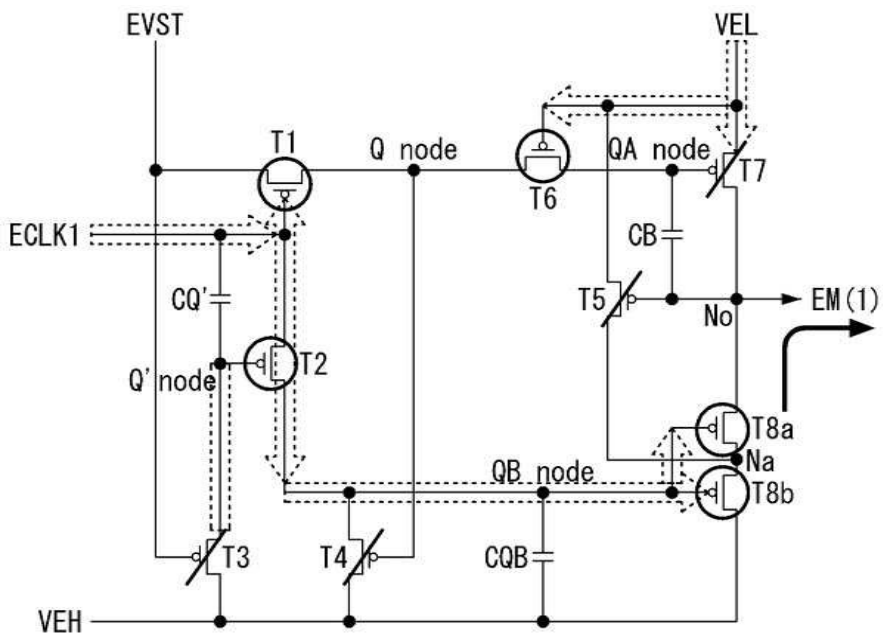 EVST
VEL
T1
Q node
QA node
T7
T6
ECLK1
CB
CQ'
T5
No
EM(1)
Q' node
T2
T8a
QB node
Na
T8b
T3
T4
CQB
VEH